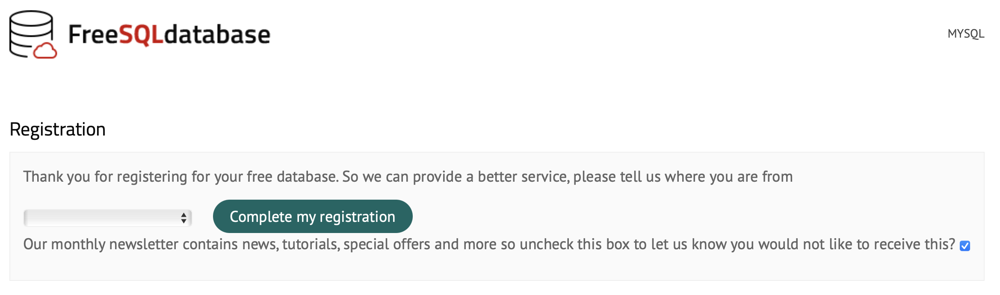 FreeSQLdatabase
MYSQL
Registration
Thank you for registering for your free database. So we can provide a better service, please tell us where you are from
Complete my registration
Our monthly newsletter contains news, tutorials, special offers and more so uncheck this box to let us know you would not like to receive this?